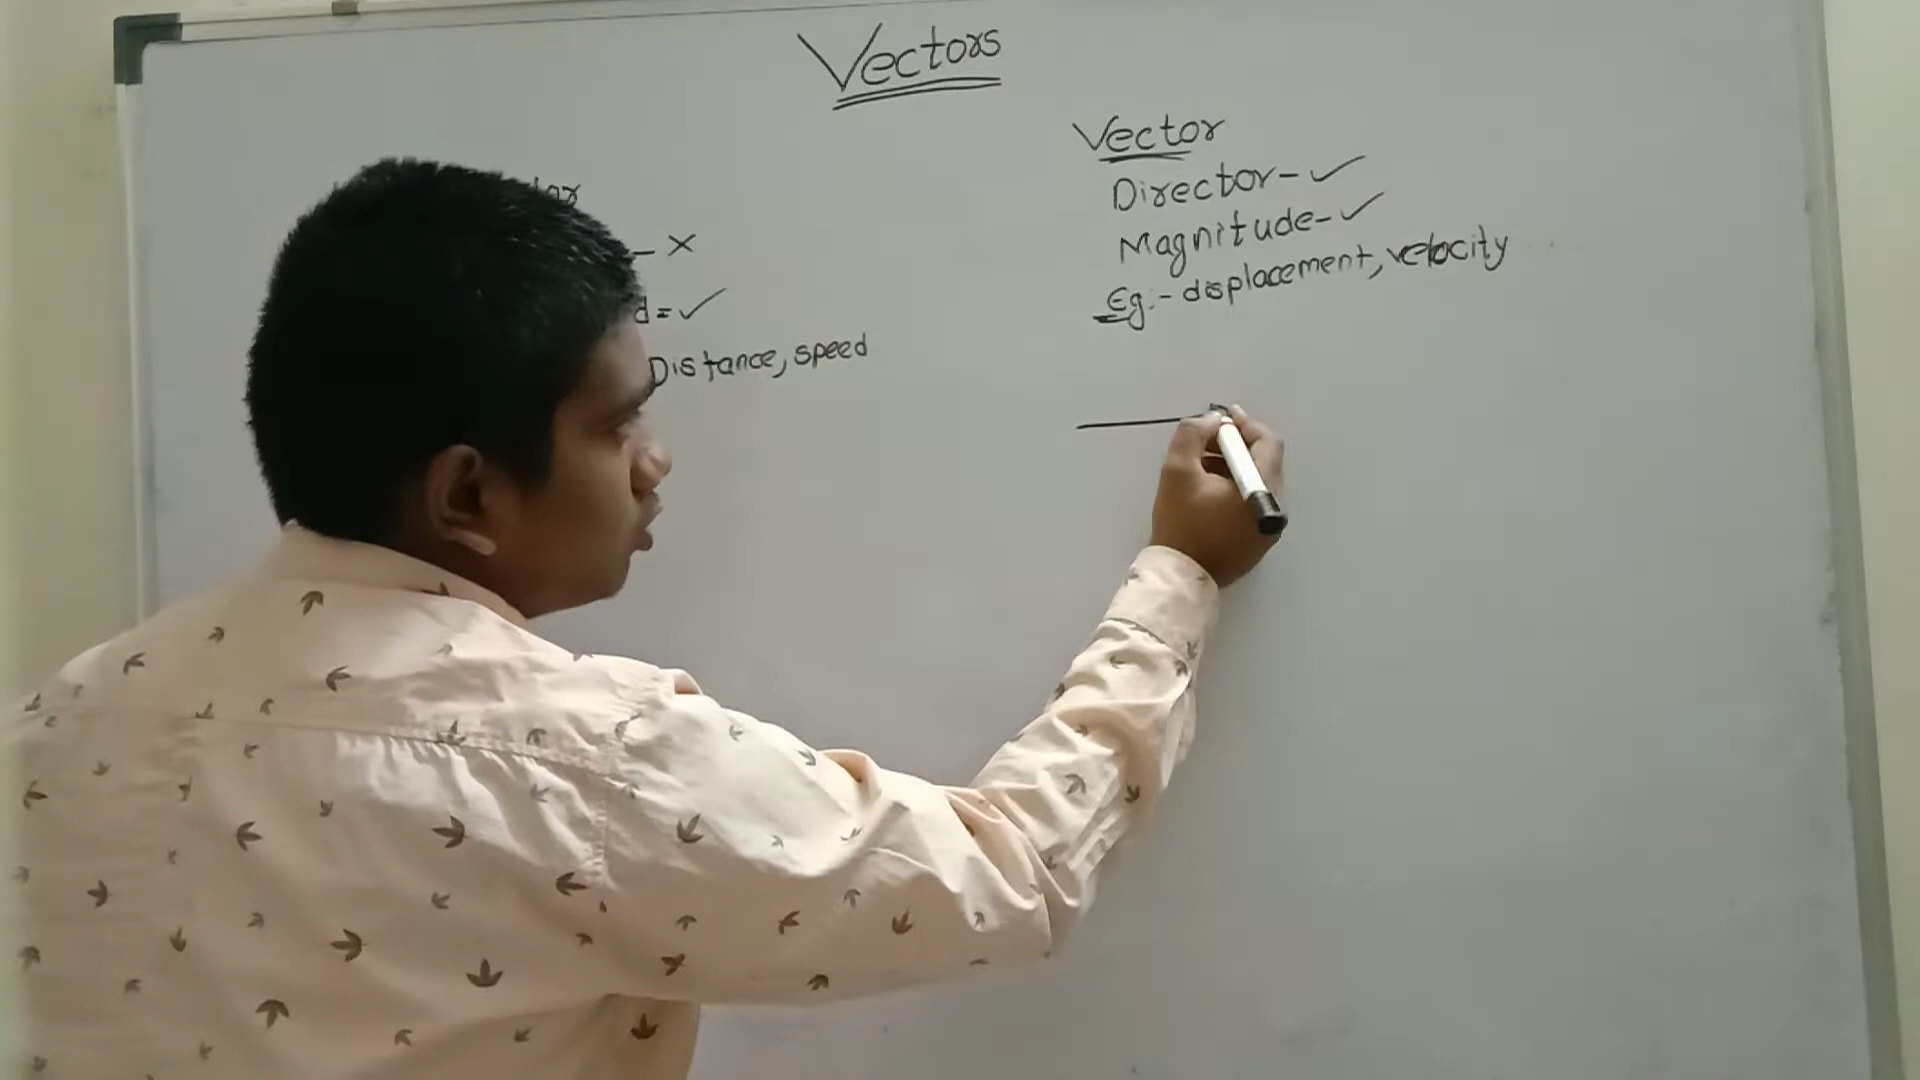 Vectors
– ×
= ✓
Distance, speed
Vector
Director- ✓
Magnitude- ✓
Eg:- displacement, velocity